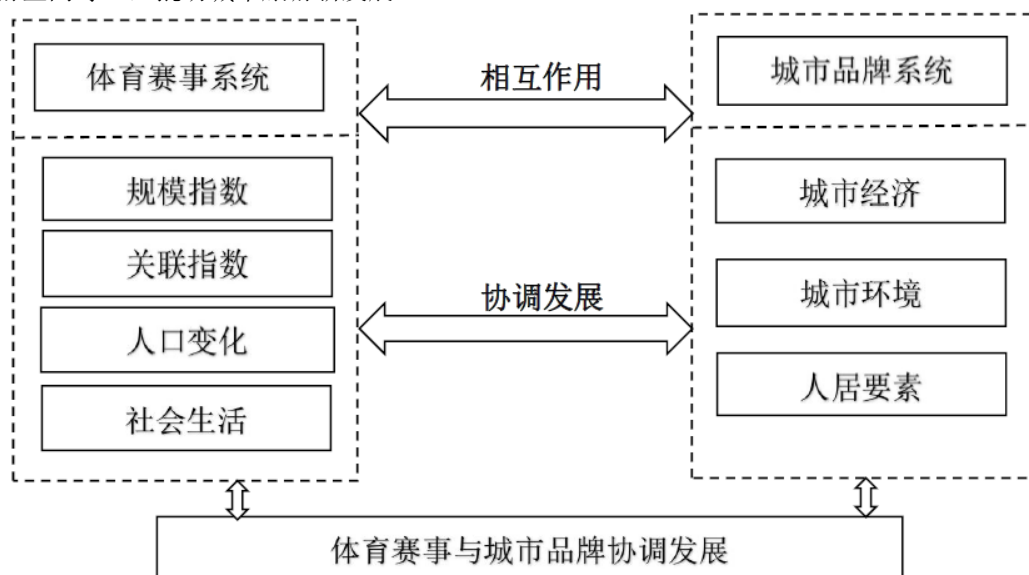 体育赛事系统
相互作用
城市品牌系统
规模指数
关联指数
人口变化
社会生活
协调发展
城市经济
城市环境
人居要素
体育赛事与城市品牌协调发展